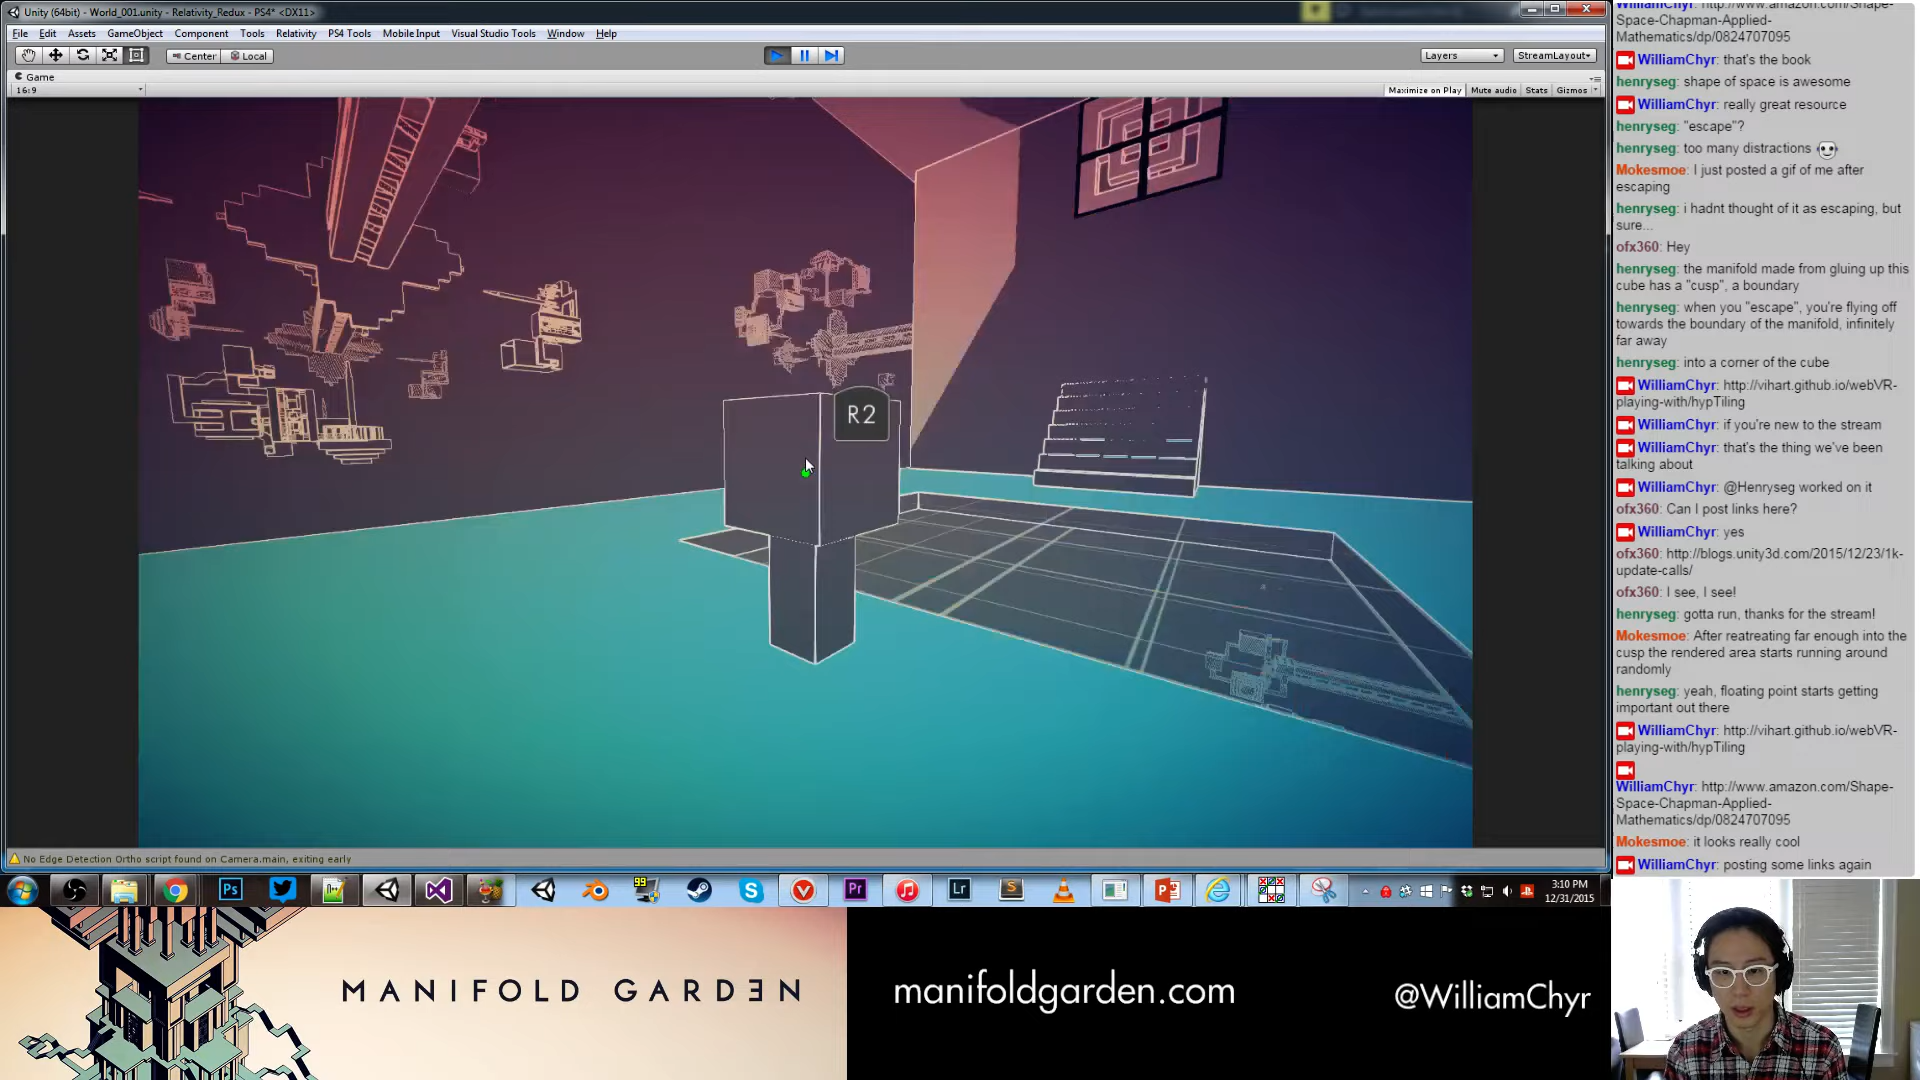 Unity (64bit) - World_001.unity - Relativity_Redux - PS4* <DX11>
File Edit Assets GameObject Component Tools Relativity PS4 Tools Mobile Input Visual Studio Tools Window Help
Center Local
Layers StreamLayout
Game
16:9
Maximize on Play Mute audio Stats Gizmos
R2
No Edge Detection Ortho script found on Camera.main, exiting early
WilliamChyr: http://www.amazon.com/Shape-
Space-Chapman-Applied-
Mathematics/dp/0824707095
WilliamChyr: that's the book
henryseg: shape of space is awesome
WilliamChyr: really great resource
henryseg: "escape"?
henryseg: too many distractions
Mokesmoe: I just posted a gif of me after
escaping
henryseg: i hadnt thought of it as escaping, but
sure...
ofx360: Hey
henryseg: the manifold made from gluing up this
cube has a "cusp", a boundary
henryseg: when you "escape", you're flying off
towards the boundary of the manifold, infinitely
far away
henryseg: into a corner of the cube
WilliamChyr: http://vihart.github.io/webVR-
playing-with/hypTiling
WilliamChyr: if you're new to the stream
WilliamChyr: that's the thing we've been
talking about
WilliamChyr: @Henryseg worked on it
ofx360: Can I post links here?
WilliamChyr: yes
ofx360: http://blogs.unity3d.com/2015/12/23/1k-
update-calls/
ofx360: I see, I see!
henryseg: gotta run, thanks for the stream!
Mokesmoe: After reatreating far enough into the
cusp the rendered area starts running around
randomly
henryseg: yeah, floating point starts getting
important out there
WilliamChyr: http://vihart.github.io/webVR-
playing-with/hypTiling
WilliamChyr: http://www.amazon.com/Shape-
Space-Chapman-Applied-
Mathematics/dp/0824707095
Mokesmoe: it looks really cool
WilliamChyr: posting some links again
Ps 99 Pr Lr S
3:10 PM
12/31/2015
MANIFOLD GARDƎN
manifoldgarden.com
@WilliamChyr